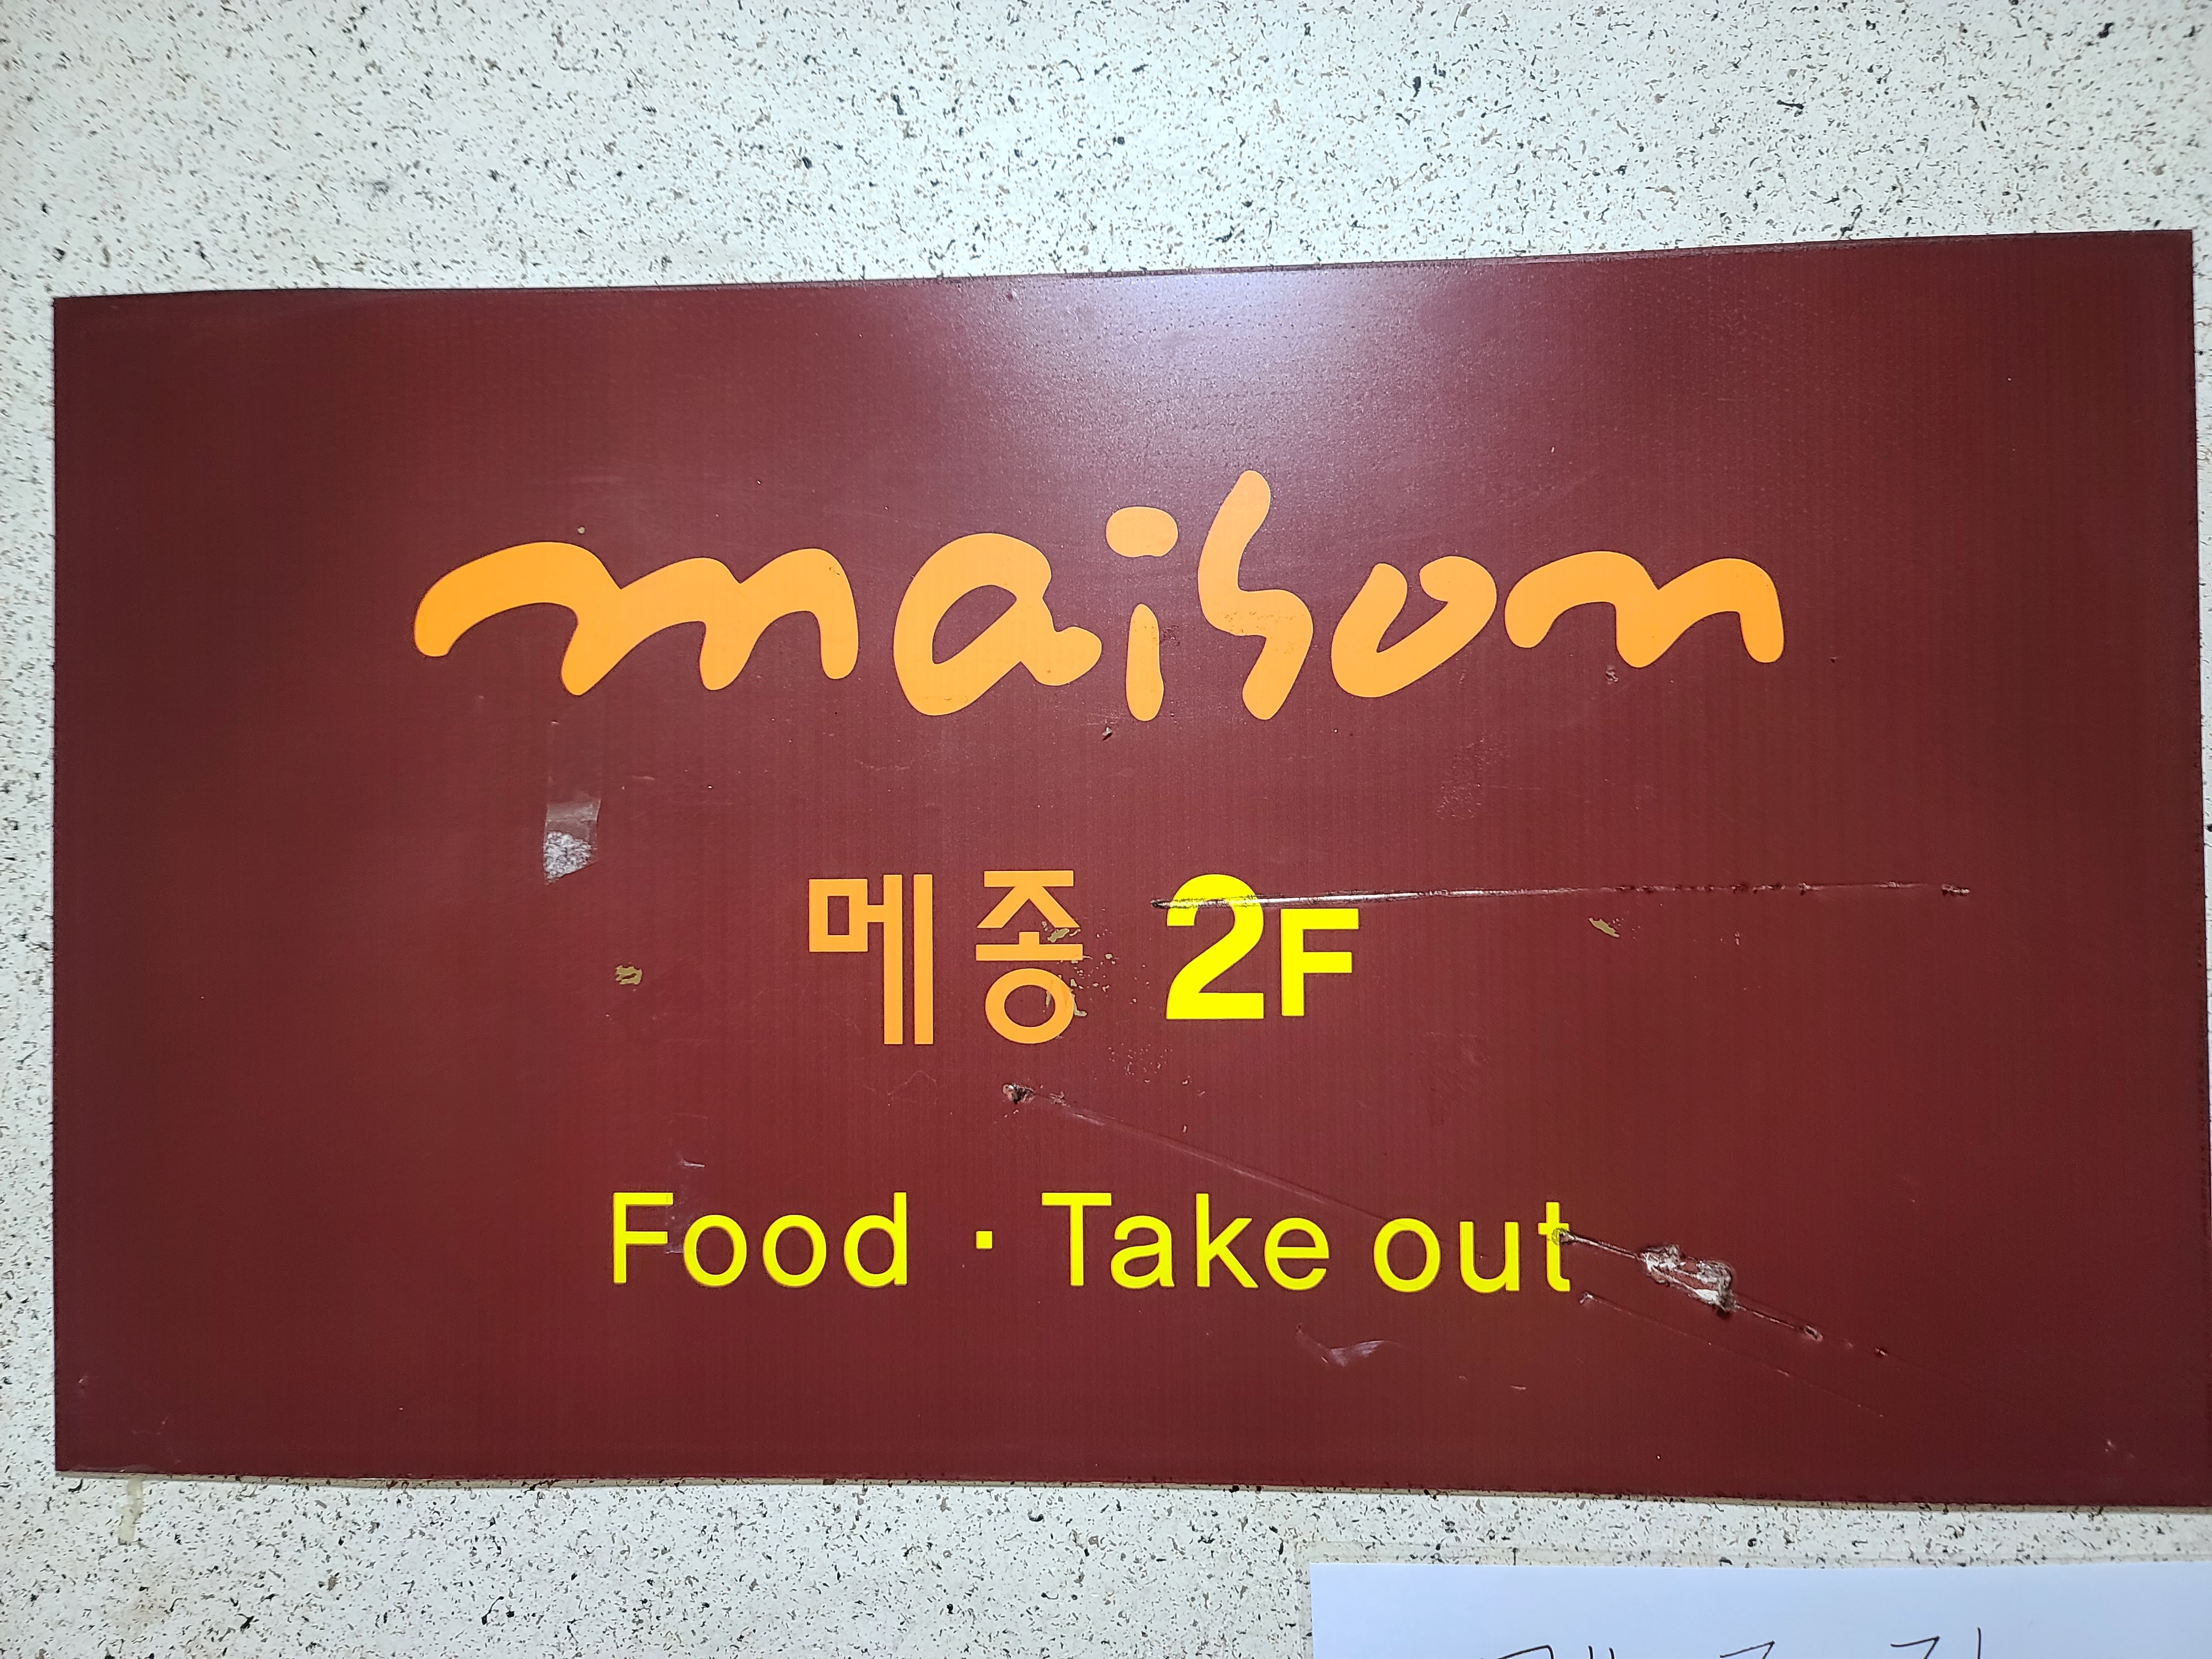 maison
메종 2F
Food · Take out